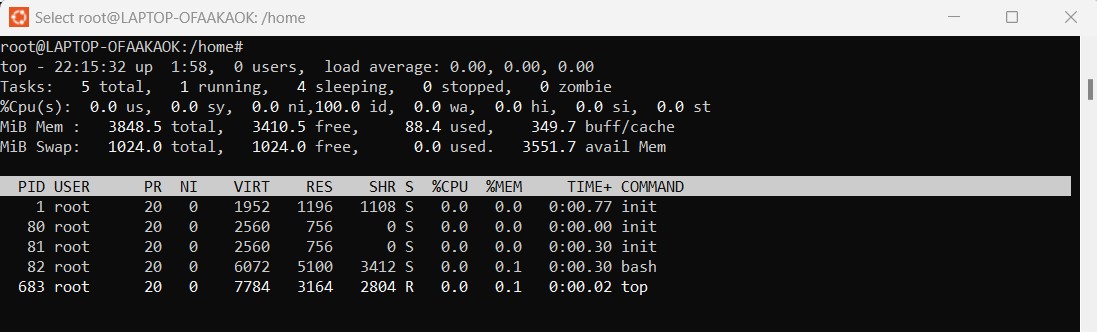 Select root@LAPTOP-OFAAKAOK: /home
root@LAPTOP-OFAAKAOK:/home#
top - 22:15:32 up  1:58,  0 users,  load average: 0.00, 0.00, 0.00
Tasks:   5 total,   1 running,   4 sleeping,   0 stopped,   0 zombie
%Cpu(s):  0.0 us,  0.0 sy,  0.0 ni,100.0 id,  0.0 wa,  0.0 hi,  0.0 si,  0.0 st
MiB Mem :   3848.5 total,   3410.5 free,     88.4 used,    349.7 buff/cache
MiB Swap:   1024.0 total,   1024.0 free,      0.0 used.   3551.7 avail Mem
PID USER      PR  NI    VIRT    RES    SHR S  %CPU  %MEM     TIME+ COMMAND
1 root      20   0    1952   1196   1108 S   0.0   0.0   0:00.77 init
80 root      20   0    2560    756      0 S   0.0   0.0   0:00.00 init
81 root      20   0    2560    756      0 S   0.0   0.0   0:00.30 init
82 root      20   0    6072   5100   3412 S   0.0   0.1   0:00.30 bash
683 root      20   0    7784   3164   2804 R   0.0   0.1   0:00.02 top